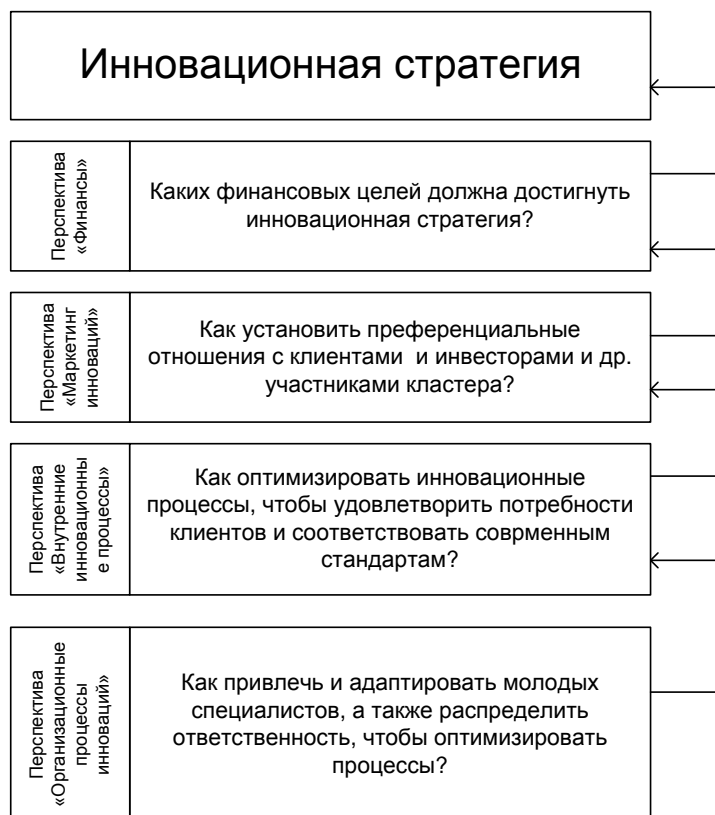 Инновационная стратегия
Перспектива
«Финансы»
Каких финансовых целей должна достигнуть
инновационная стратегия?
Перспектива
«Маркетинг
инноваций»
Как установить преференциальные
отношения с клиентами  и инвесторами и др.
участниками кластера?
Перспектива
«Внутренние
инновационны
е процессы»
Как оптимизировать инновационные
процессы, чтобы удовлетворить потребности
клиентов и соответствовать соврменным
стандартам?
Перспектива
«Организационные
процессы
инноваций»
Как привлечь и адаптировать молодых
специалистов, а также распределить
ответственность, чтобы оптимизировать
процессы?